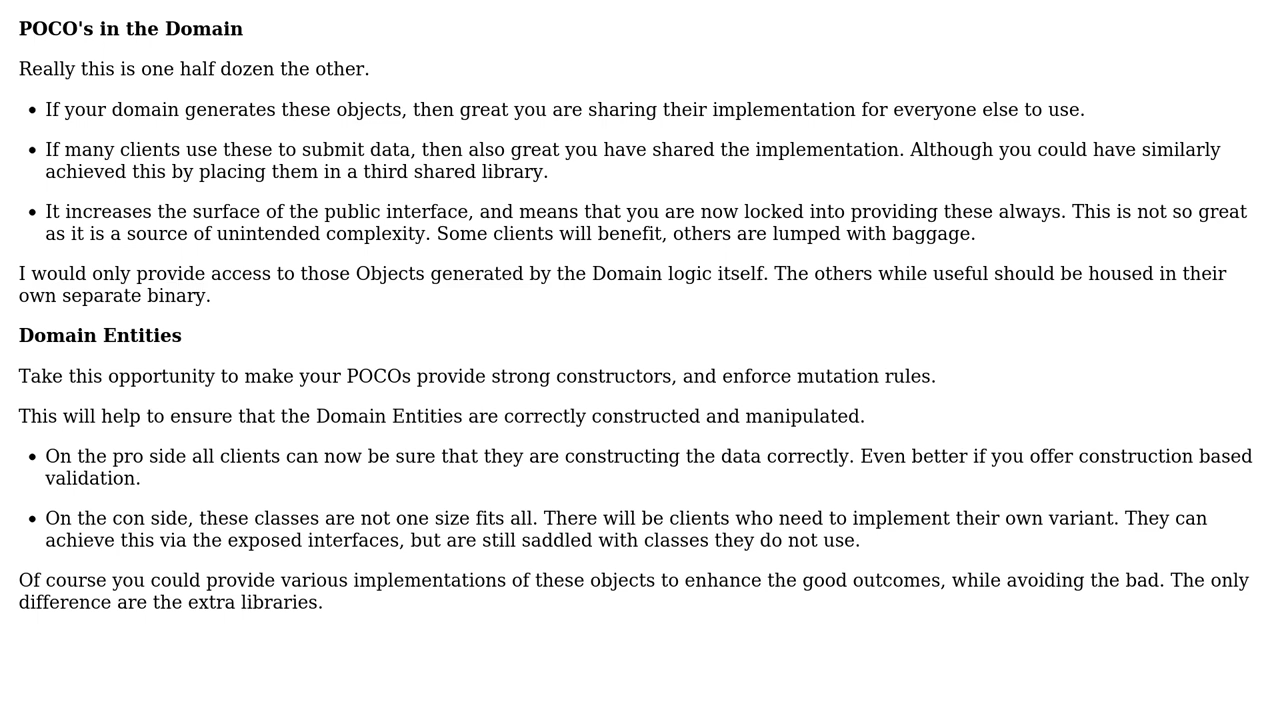 POCO's in the Domain
Really this is one half dozen the other.
• If your domain generates these objects, then great you are sharing their implementation for everyone else to use.
• If many clients use these to submit data, then also great you have shared the implementation. Although you could have similarly
achieved this by placing them in a third shared library.
• It increases the surface of the public interface, and means that you are now locked into providing these always. This is not so great
as it is a source of unintended complexity. Some clients will benefit, others are lumped with baggage.
I would only provide access to those Objects generated by the Domain logic itself. The others while useful should be housed in their
own separate binary.
Domain Entities
Take this opportunity to make your POCOs provide strong constructors, and enforce mutation rules.
This will help to ensure that the Domain Entities are correctly constructed and manipulated.
• On the pro side all clients can now be sure that they are constructing the data correctly. Even better if you offer construction based
validation.
• On the con side, these classes are not one size fits all. There will be clients who need to implement their own variant. They can
achieve this via the exposed interfaces, but are still saddled with classes they do not use.
Of course you could provide various implementations of these objects to enhance the good outcomes, while avoiding the bad. The only
difference are the extra libraries.